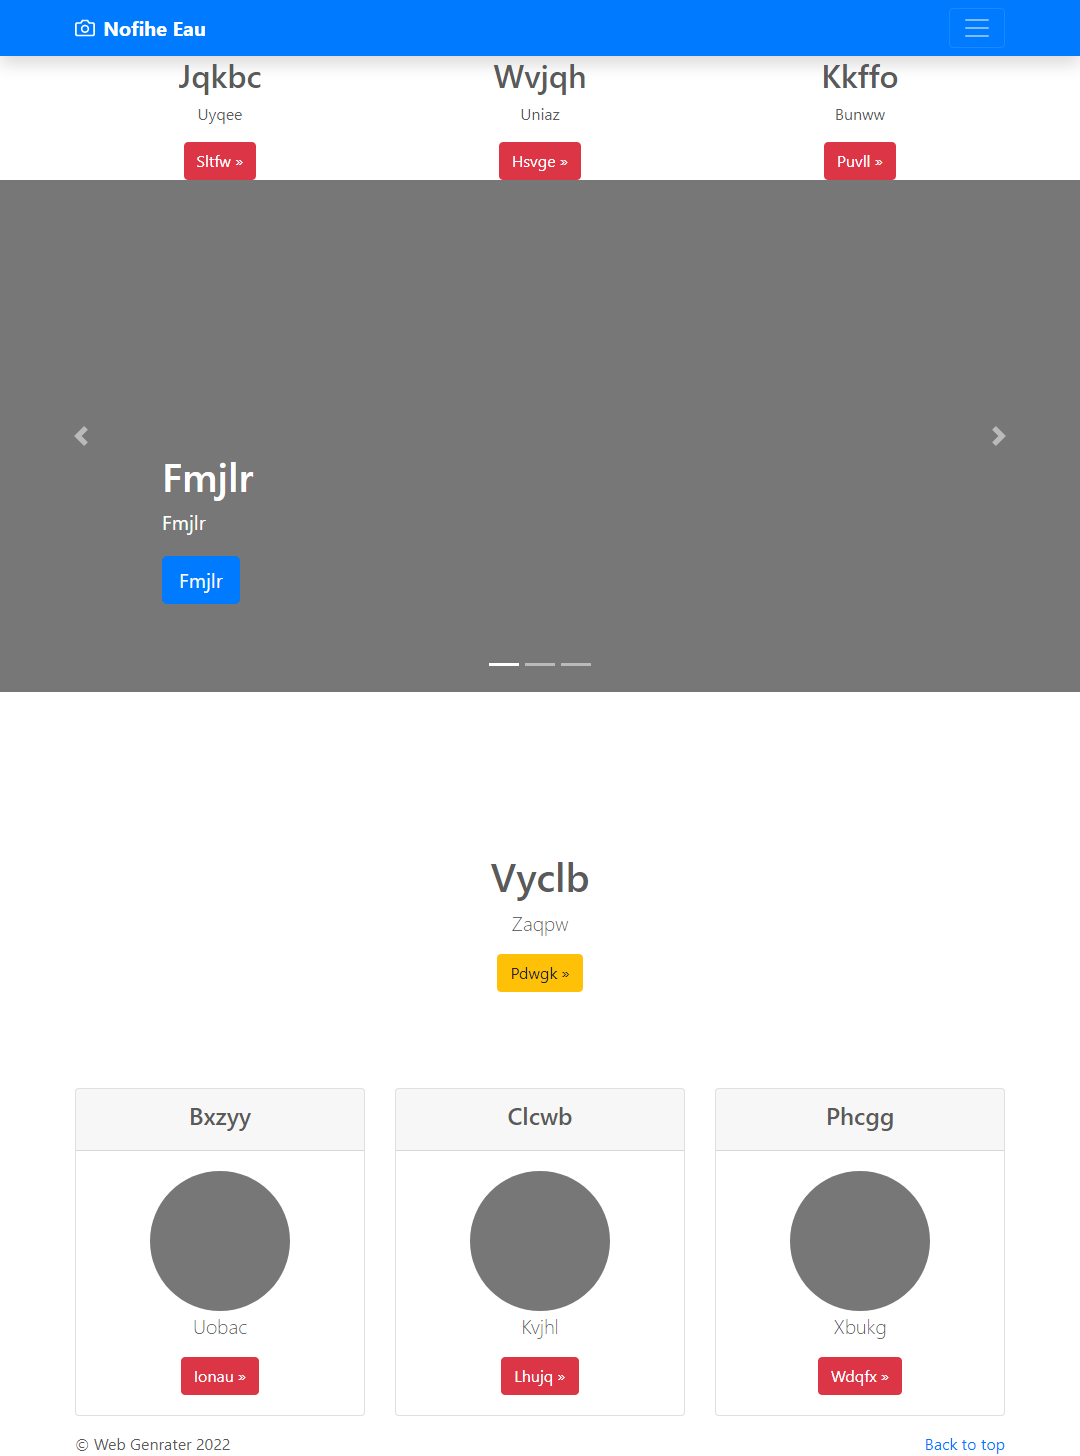 Nofihe Eau
Jqkbc
Uyqee
Sltfw »
Wvjqh
Uniaz
Hsvge »
Kkffo
Bunww
Puvll »
Fmjlr
Fmjlr
Fmjlr
Vyclb
Zaqpw
Pdwgk »
Bxzyy
Uobac
Ionau »
Clcwb
Kvjhl
Lhujq »
Phcgg
Xbukg
Wdqfx »
© Web Genrater 2022
Back to top